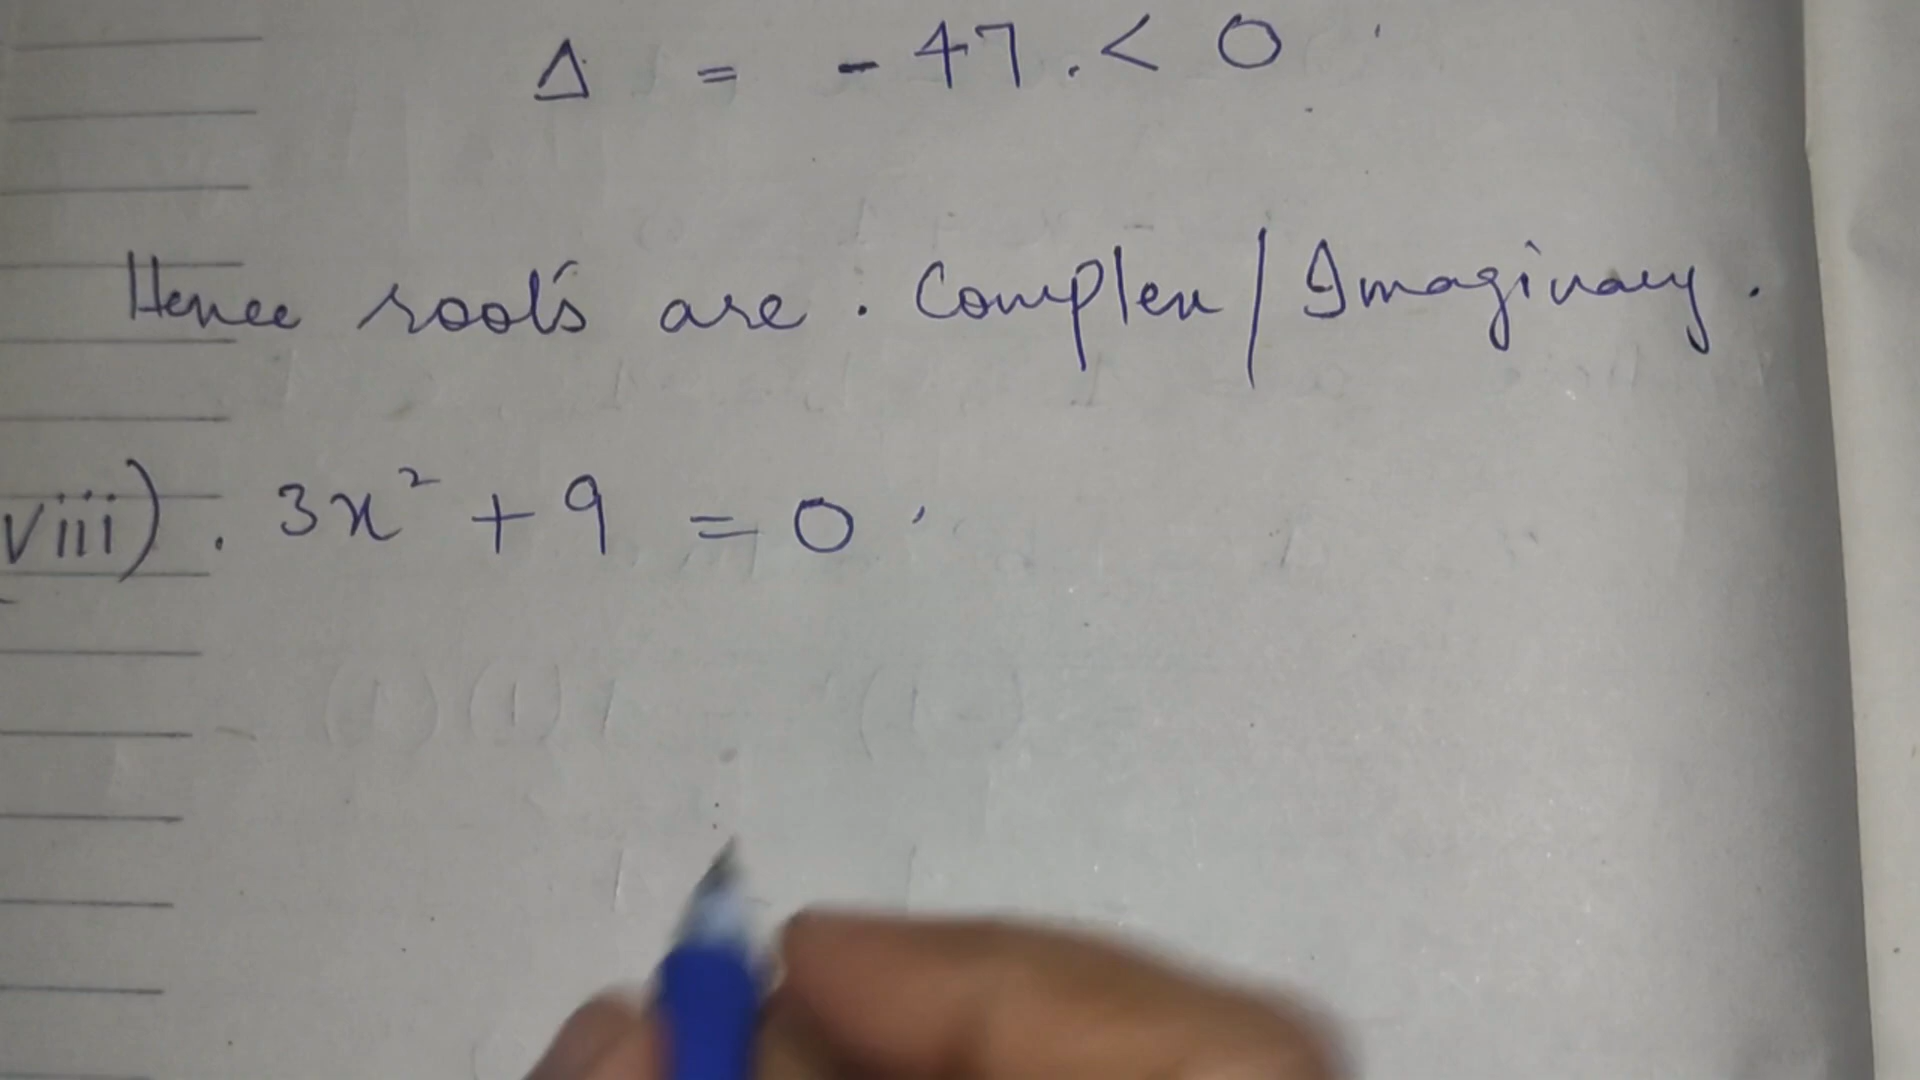 Δ = - 47 . < 0
Hence roots are . Complex / Imaginary .
viii) . 3x² + 9 = 0